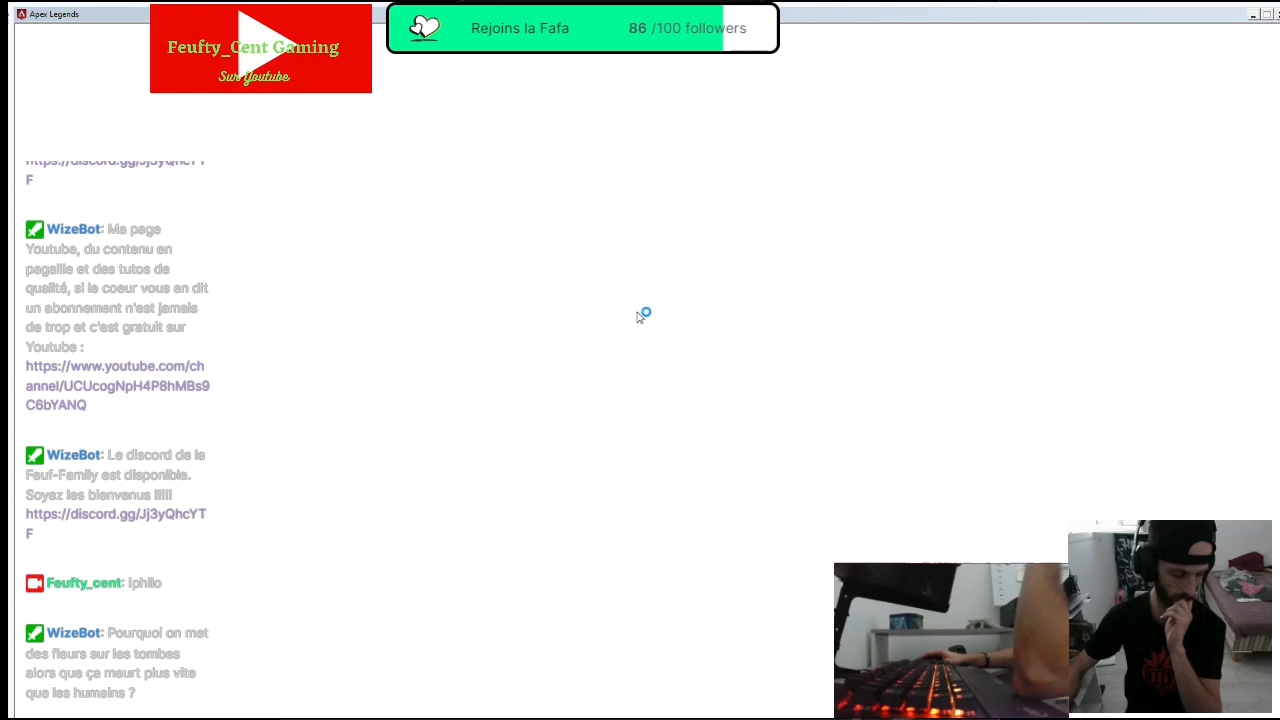 Apex Legends
Feufty_Cent Gaming
Sur Youtube
Rejoins la Fafa 86 /100 followers
https://discord.gg/Jj3yQhcYT
F
WizeBot: Ma page
Youtube, du contenu en
pagaille et des tutos de
qualité, si le coeur vous en dit
un abonnement n'est jamais
de trop et c'est gratuit sur
Youtube :
https://www.youtube.com/ch
annel/UCUcogNpH4P8hMBs9
C6bYANQ
WizeBot: Le discord de la
Feuf-Family est disponible.
Soyez les bienvenus !!!!!
https://discord.gg/Jj3yQhcYT
F
Feufty_cent: !philo
WizeBot: Pourquoi on met
des fleurs sur les tombes
alors que ça meurt plus vite
que les humains ?